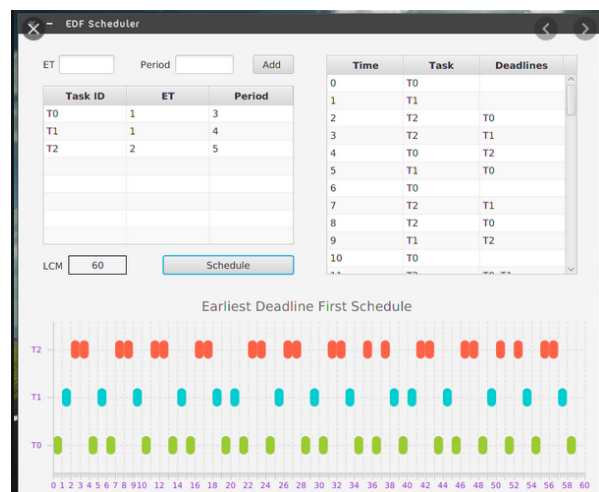 EDF Scheduler
ET Period Add
Task ID ET Period
T0 1 3
T1 1 4
T2 2 5
LCM 60 Schedule
Time Task Deadlines
0 T0
1 T1
2 T2 T0
3 T2 T1
4 T0 T2
5 T1 T0
6 T0
7 T2 T1
8 T2 T0
9 T1 T2
10 T0
Earliest Deadline First Schedule
T2
T1
T0
0 1 2 3 4 5 6 7 8 9 10 12 14 16 18 20 22 24 26 28 30 32 34 36 38 40 42 44 46 48 50 52 54 56 58 60